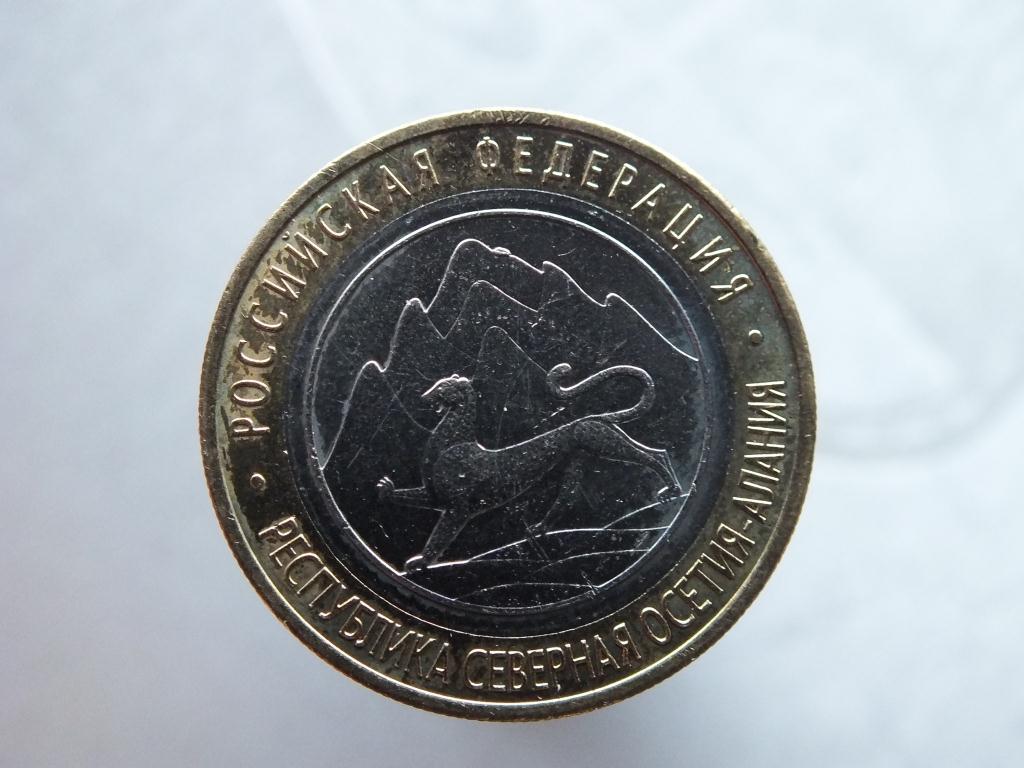 РОССИЙСКАЯ ФЕДЕРАЦИЯ
РЕСПУБЛИКА СЕВЕРНАЯ ОСЕТИЯ-АЛАНИЯ